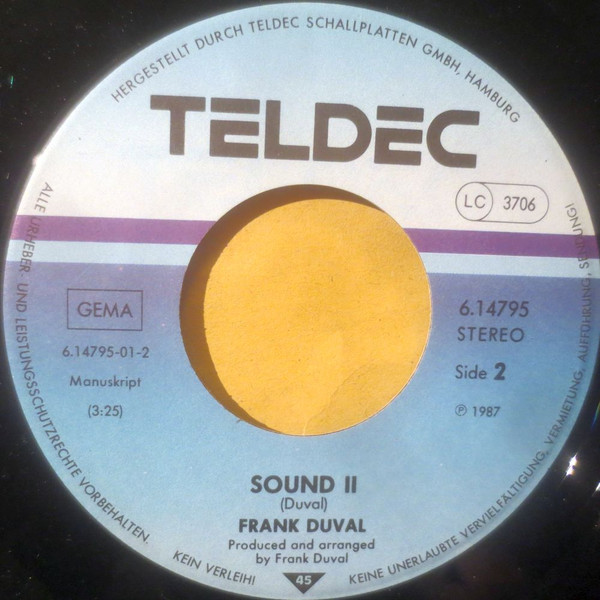 HERGESTELLT DURCH TELDEC SCHALLPLATTEN GMBH, HAMBURG
TELDEC
LC 3706
GEMA
6.14795-01-2
Manuskript
(3:25)
6.14795
STEREO
Side 2
℗ 1987
SOUND II
(Duval)
FRANK DUVAL
Produced and arranged
by Frank Duval
45
ALLE URHEBER- UND LEISTUNGSSCHUTZRECHTE VORBEHALTEN.
KEIN VERLEIH!
KEINE UNERLAUBTE VERVIELFÄLTIGUNG, VERMIETUNG, AUFFÜHRUNG, SENDUNG!